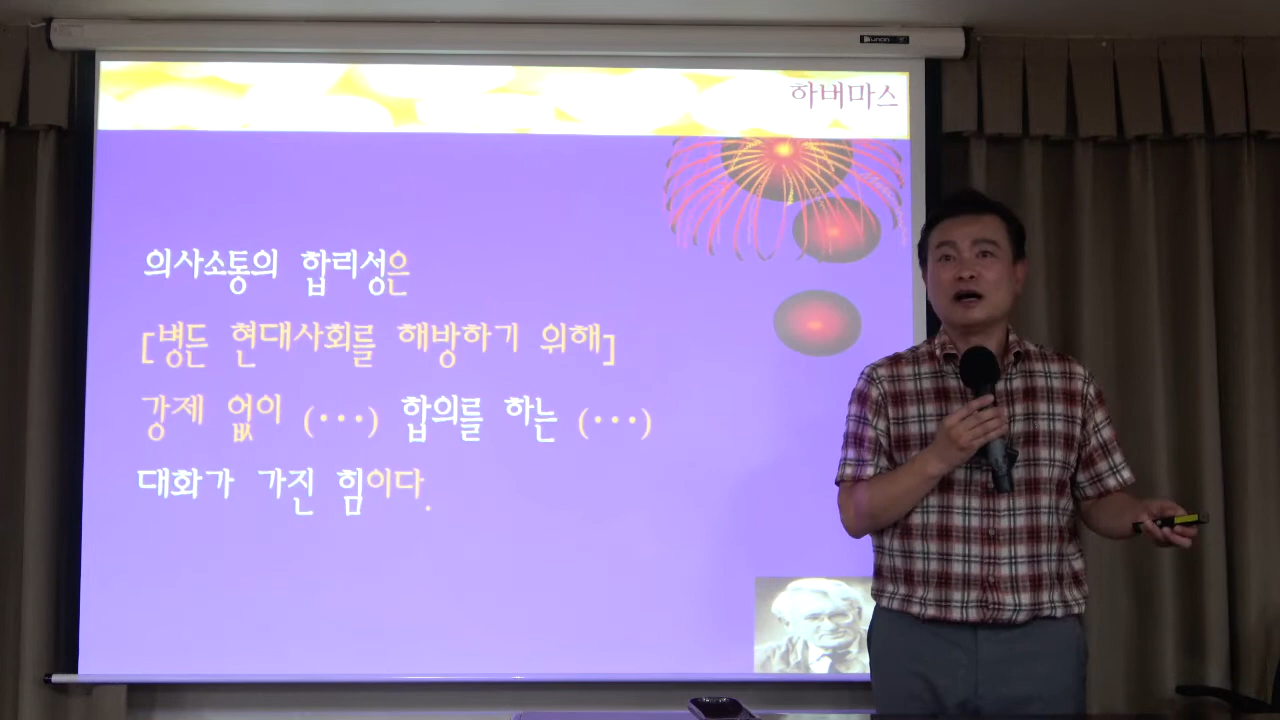 하버마스
의사소통의 합리성은
[병든 현대사회를 해방하기 위해]
강제 없이 (···) 합의를 하는 (···)
대화가 가진 힘이다.